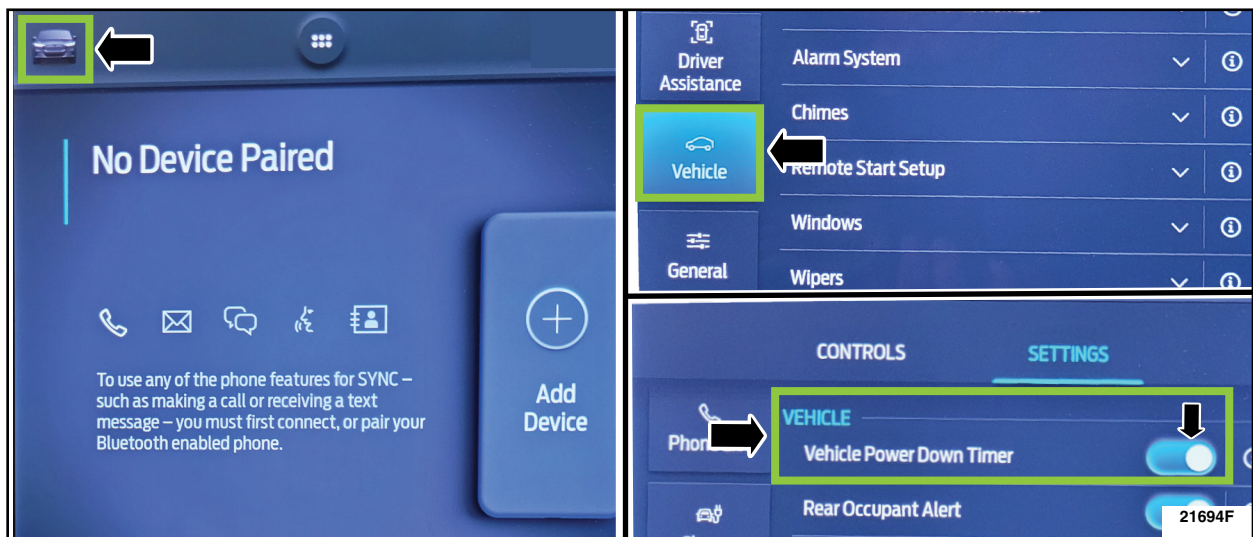 No Device Paired
To use any of the phone features for SYNC –
such as making a call or receiving a text
message – you must first connect, or pair your
Bluetooth enabled phone.
Add
Device
Driver
Assistance
Vehicle
General
Alarm System
Chimes
Remote Start Setup
Windows
Wipers
CONTROLS
SETTINGS
VEHICLE
Vehicle Power Down Timer
Rear Occupant Alert
21694F